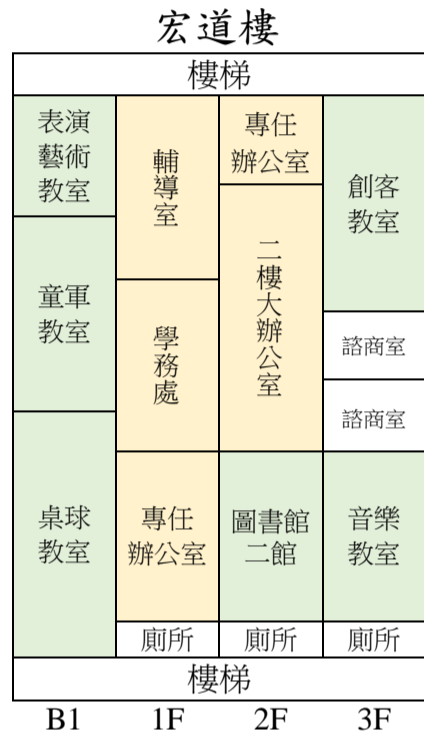 宏道樓
樓梯
表演
藝術
教室
童軍
教室
桌球
教室
輔導室
學務處
專任
辦公室
廁所
專任
辦公室
二樓大辦公室
圖書館
二館
廁所
創客
教室
諮商室
諮商室
音樂
教室
廁所
樓梯
B1
1F
2F
3F